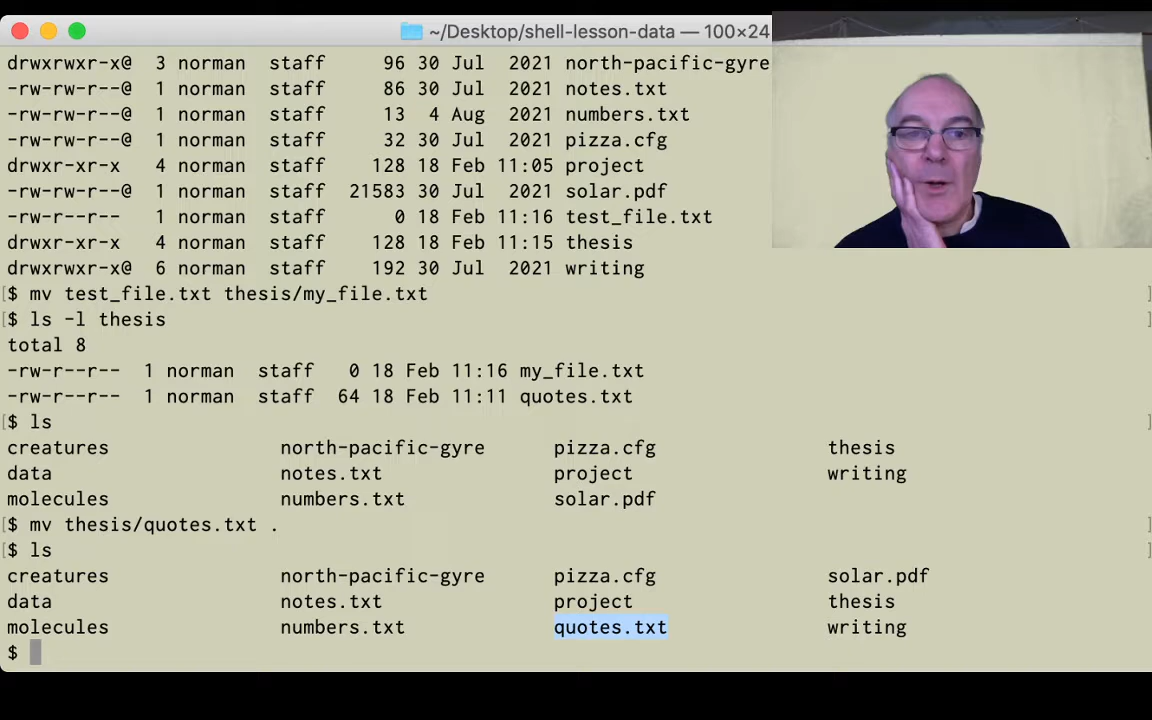 ~/Desktop/shell-lesson-data — 100×24
drwxrwxr-x@  3 norman  staff     96 30 Jul  2021 north-pacific-gyre
-rw-rw-r--@  1 norman  staff     86 30 Jul  2021 notes.txt
-rw-rw-r--@  1 norman  staff     13  4 Aug  2021 numbers.txt
-rw-rw-r--@  1 norman  staff     32 30 Jul  2021 pizza.cfg
drwxr-xr-x   4 norman  staff    128 18 Feb 11:05 project
-rw-rw-r--@  1 norman  staff  21583 30 Jul  2021 solar.pdf
-rw-r--r--   1 norman  staff      0 18 Feb 11:16 test_file.txt
drwxr-xr-x   4 norman  staff    128 18 Feb 11:15 thesis
drwxrwxr-x@  6 norman  staff    192 30 Jul  2021 writing
[$ mv test_file.txt thesis/my_file.txt ]
[$ ls -l thesis ]
total 8
-rw-r--r--  1 norman  staff   0 18 Feb 11:16 my_file.txt
-rw-r--r--  1 norman  staff  64 18 Feb 11:11 quotes.txt
[$ ls
creatures               north-pacific-gyre      pizza.cfg               thesis
data                    notes.txt               project                 writing
molecules               numbers.txt             solar.pdf
[$ mv thesis/quotes.txt . ]
[$ ls ]
creatures               north-pacific-gyre      pizza.cfg               solar.pdf
data                    notes.txt               project                 thesis
molecules               numbers.txt             quotes.txt              writing
$